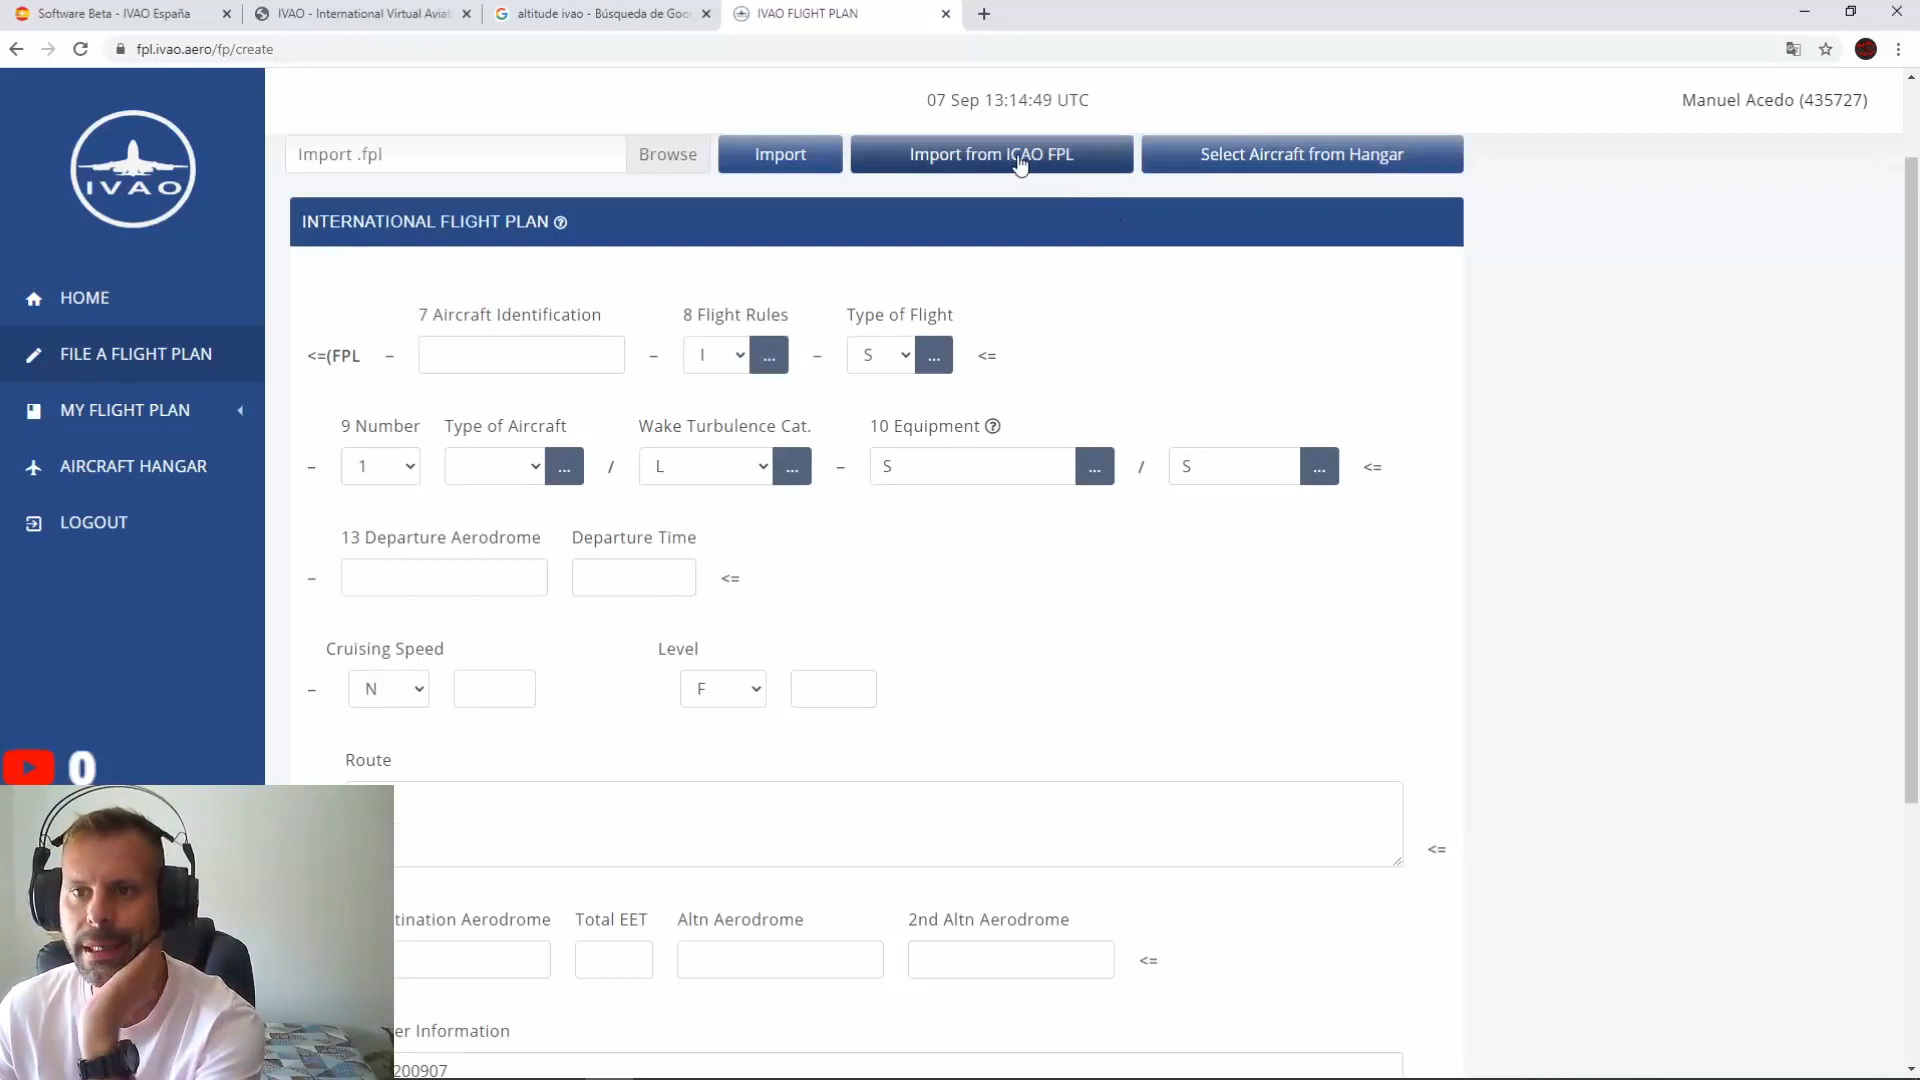 Software Beta - IVAO España
IVAO - International Virtual Aviat
altitude ivao - Búsqueda de Goo
IVAO FLIGHT PLAN
fpl.ivao.aero/fp/create
07 Sep 13:14:49 UTC
Manuel Acedo (435727)
IVAO
Import .fpl
Browse
Import
Import from ICAO FPL
Select Aircraft from Hangar
INTERNATIONAL FLIGHT PLAN ?
HOME
FILE A FLIGHT PLAN
MY FLIGHT PLAN
AIRCRAFT HANGAR
LOGOUT
7 Aircraft Identification
8 Flight Rules
Type of Flight
<=(FPL – – I ... – S ... <=
9 Number
Type of Aircraft
Wake Turbulence Cat.
10 Equipment ?
– 1 ... / L ... – S ... / S ... <=
13 Departure Aerodrome
Departure Time
– <=
Cruising Speed
Level
– N F
Route
<=
tination Aerodrome
Total EET
Altn Aerodrome
2nd Altn Aerodrome
<=
er Information
200907
0